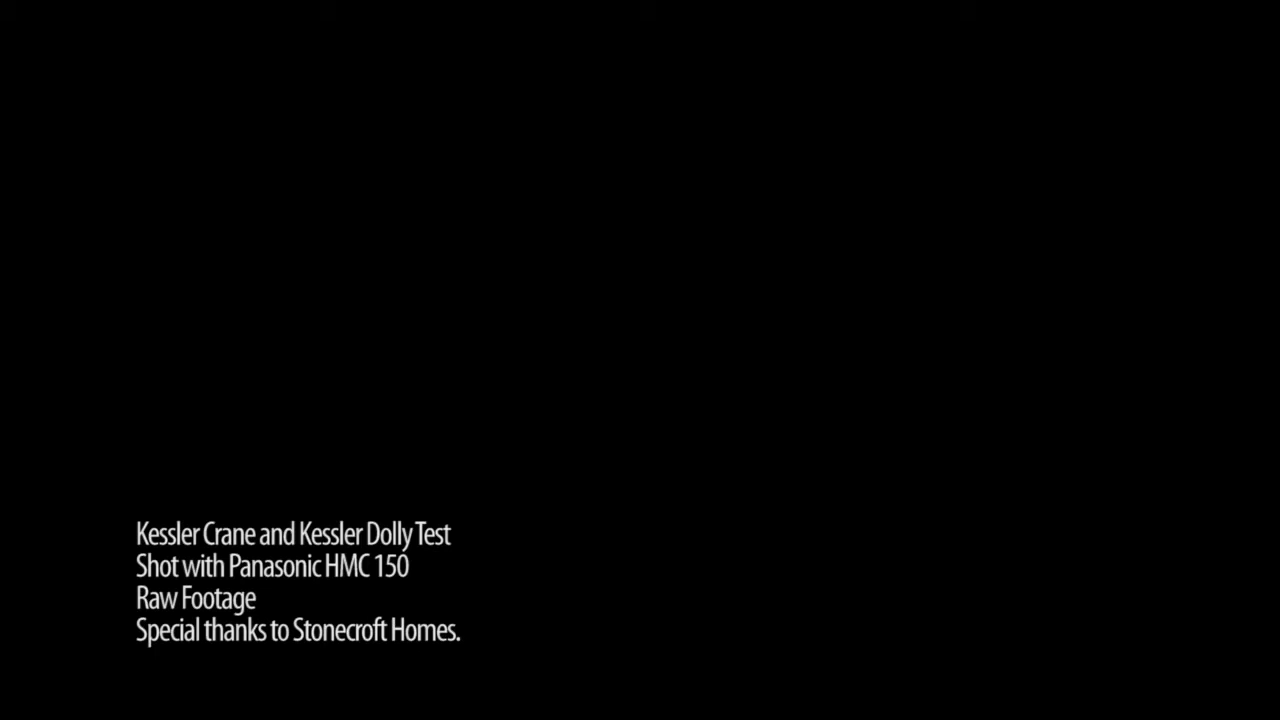 Kessler Crane and Kessler Dolly Test
Shot with Panasonic HMC 150
Raw Footage
Special thanks to Stonecroft Homes.